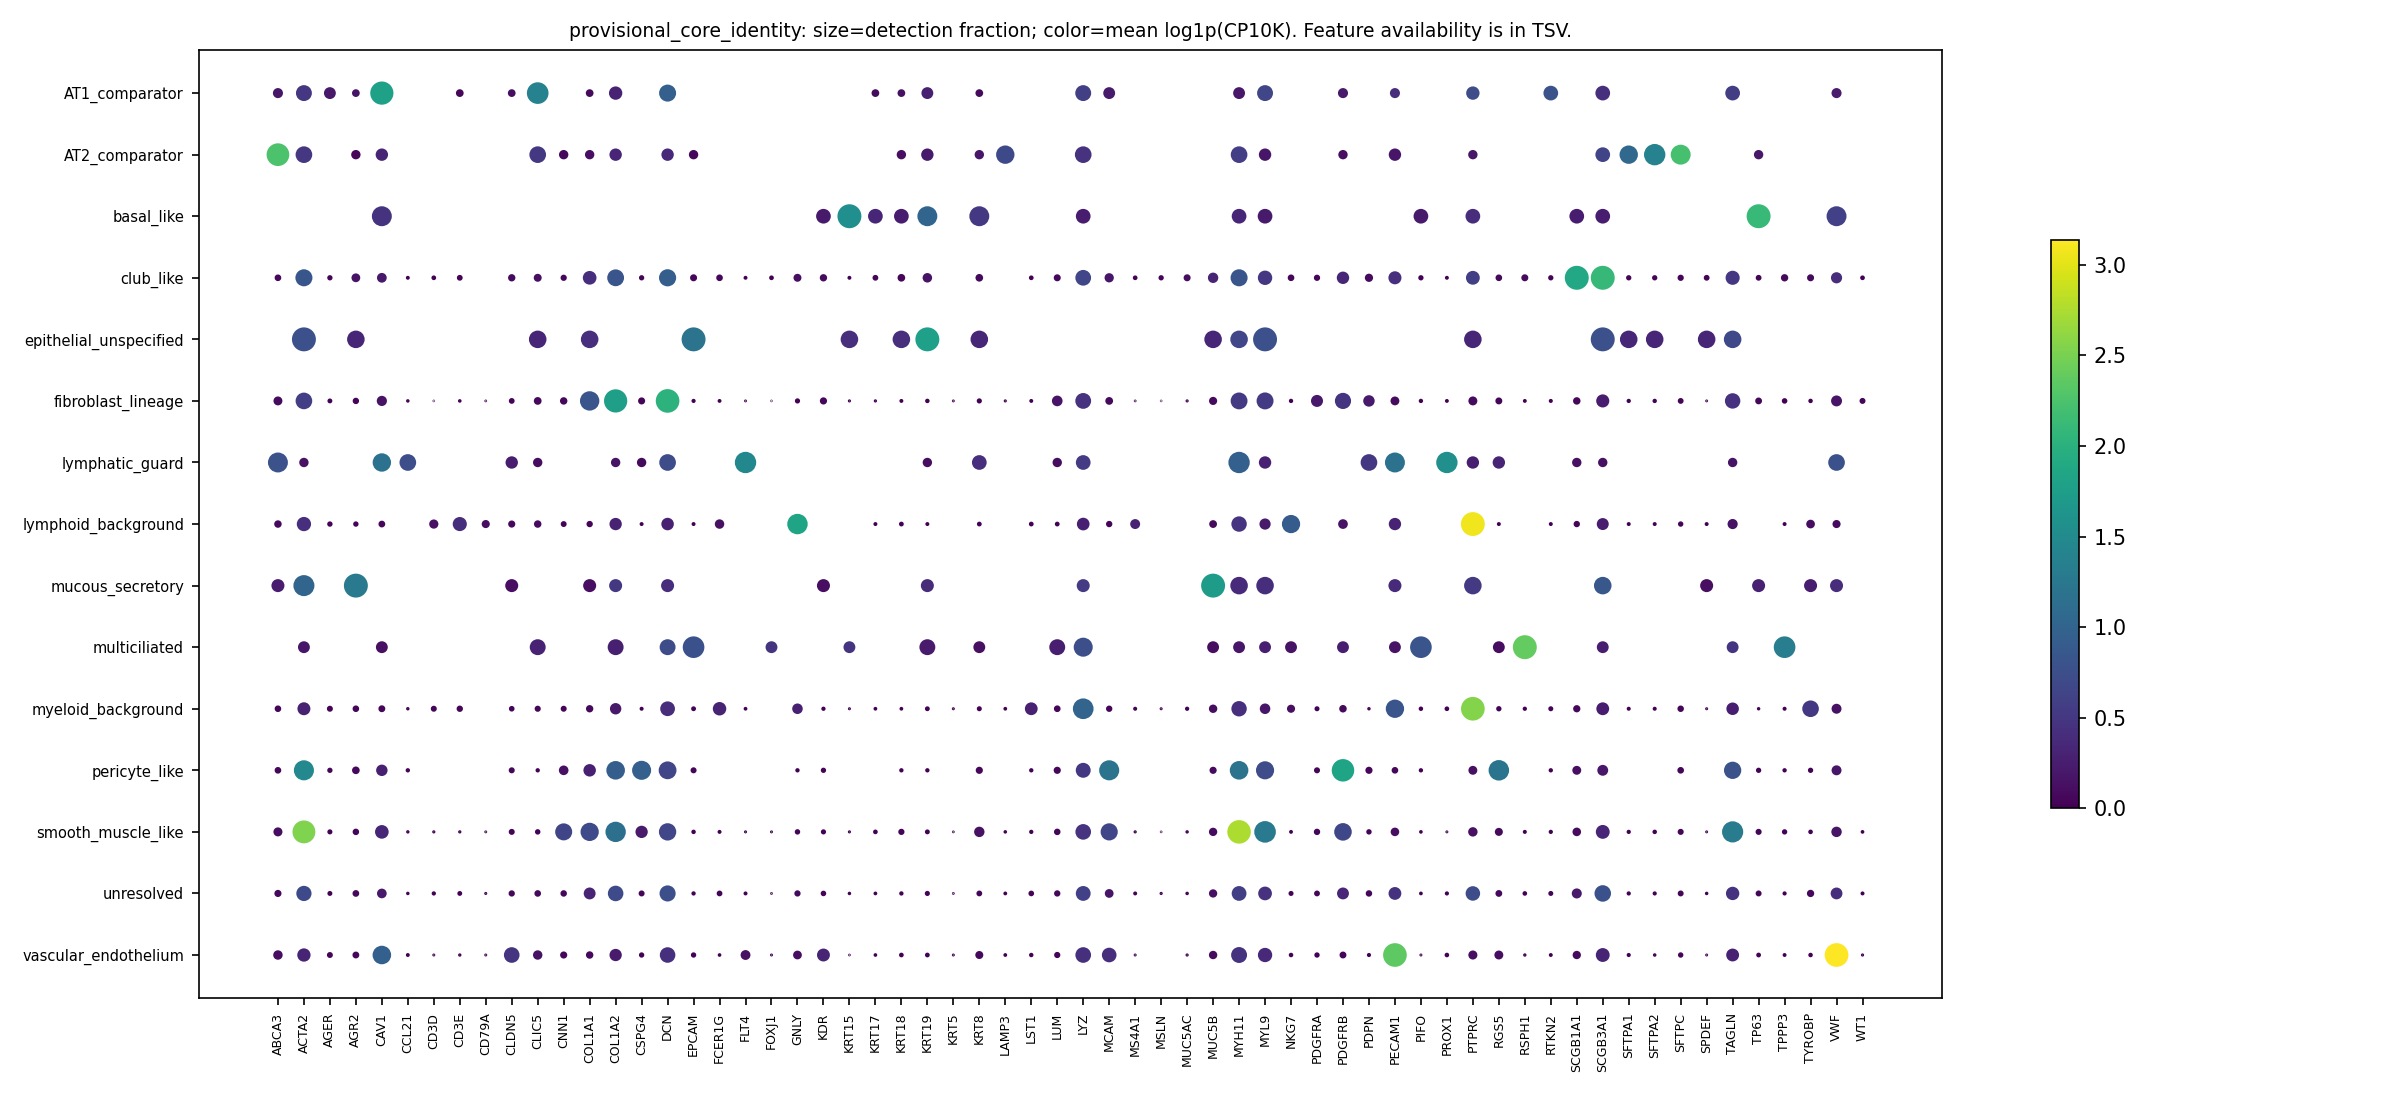 provisional_core_identity: size=detection fraction; color=mean log1p(CP10K). Feature availability is in TSV.
AT1_comparator
AT2_comparator
basal_like
club_like
epithelial_unspecified
fibroblast_lineage
lymphatic_guard
lymphoid_background
mucous_secretory
multiciliated
myeloid_background
pericyte_like
smooth_muscle_like
unresolved
vascular_endothelium
ABCA3
ACTA2
AGER
AGR2
CAV1
CCL21
CD3D
CD3E
CD79A
CLDN5
CLIC5
CNN1
COL1A1
COL1A2
CSPG4
DCN
EPCAM
FCER1G
FLT4
FOXJ1
GNLY
KDR
KRT15
KRT17
KRT18
KRT19
KRT5
KRT8
LAMP3
LST1
LUM
LYZ
MCAM
MS4A1
MSLN
MUC5AC
MUC5B
MYH11
MYL9
NKG7
PDGFRA
PDGFRB
PDPN
PECAM1
PIFO
PROX1
PTPRC
RGS5
RSPH1
RTKN2
SCGB1A1
SCGB3A1
SFTPA1
SFTPA2
SFTPC
SPDEF
TAGLN
TP63
TPPP3
TYROBP
VWF
WT1
3.0
2.5
2.0
1.5
1.0
0.5
0.0